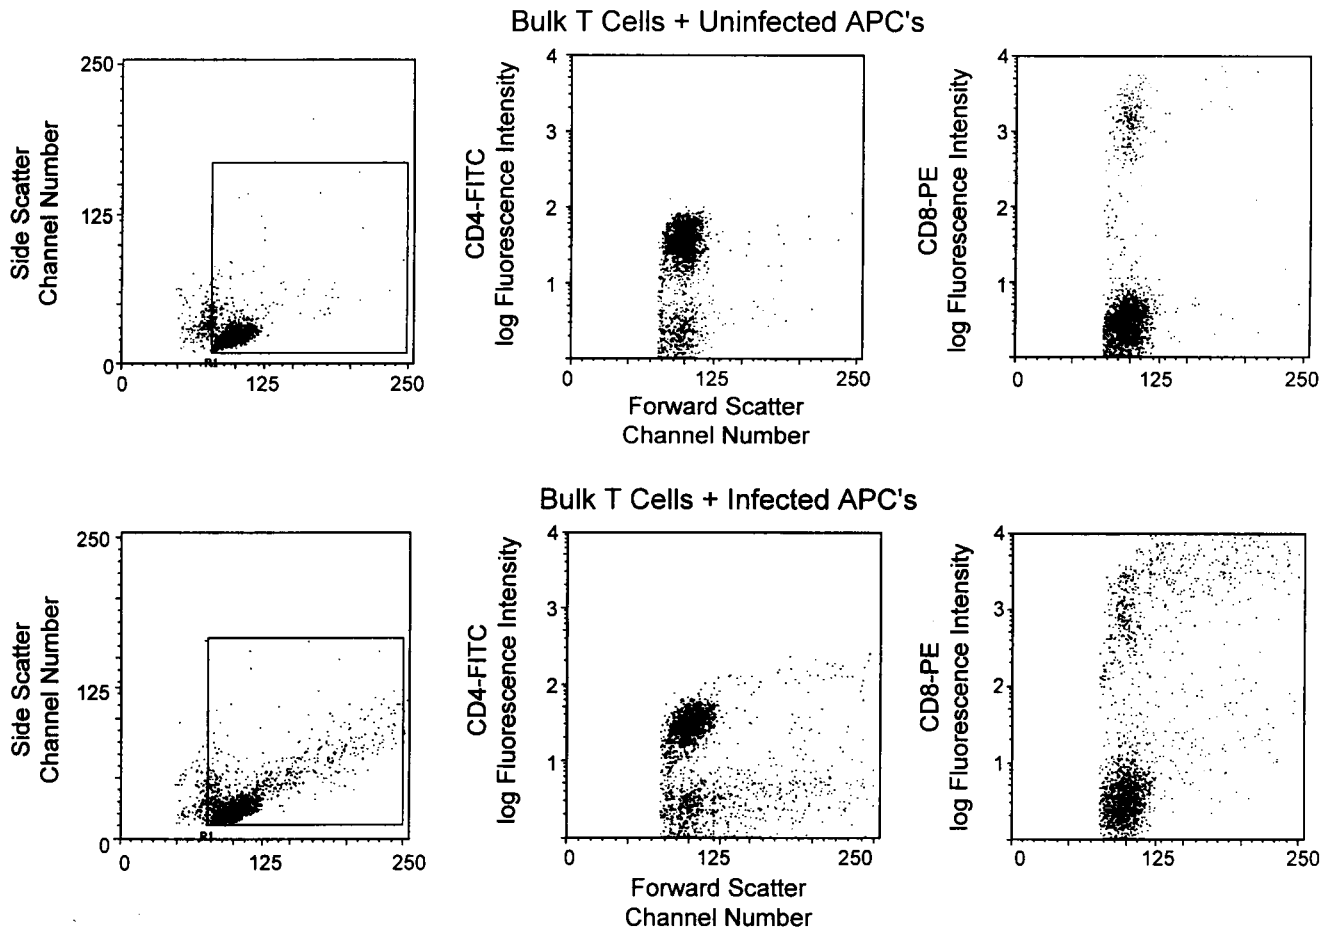 Bulk T Cells + Uninfected APC's
250
125
0
0
125
250
Side Scatter
Channel Number
R1
4
3
2
1
0
125
250
CD4-FITC
log Fluorescence Intensity
Forward Scatter
Channel Number
4
3
2
1
0
125
250
CD8-PE
log Fluorescence Intensity
Bulk T Cells + Infected APC's
250
125
0
0
125
250
Side Scatter
Channel Number
R1
4
3
2
1
0
125
250
CD4-FITC
log Fluorescence Intensity
Forward Scatter
Channel Number
4
3
2
1
0
125
250
CD8-PE
log Fluorescence Intensity